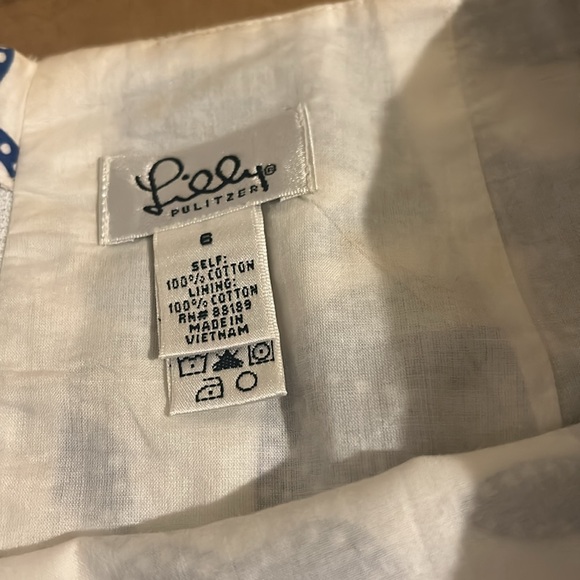 Lilly®
PULITZER
6
SELF:
100% COTTON
LINING:
100% COTTON
RN# 88189
MADE IN
VIETNAM